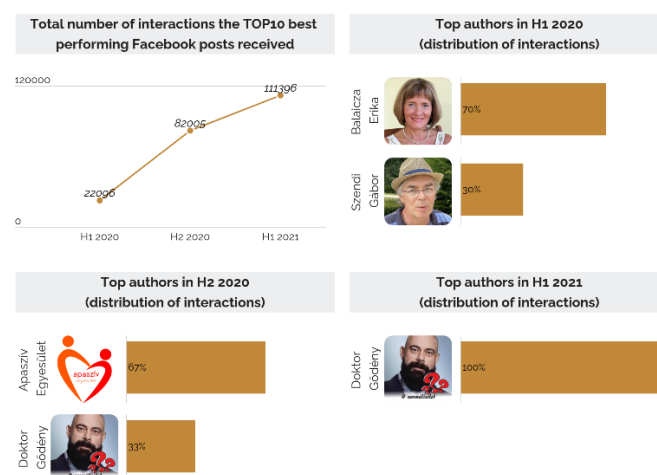 Total number of interactions the TOP10 best
performing Facebook posts received
120000
111396
82005
22096
0
H1 2020
H2 2020
H1 2021
Top authors in H1 2020
(distribution of interactions)
Balaicza
Erika
70%
Szendi
Gábor
30%
Top authors in H2 2020
(distribution of interactions)
Apaszív
Egyesület
apaszív
67%
Doktor
Gődény
33%
Top authors in H1 2021
(distribution of interactions)
Doktor
Gődény
100%